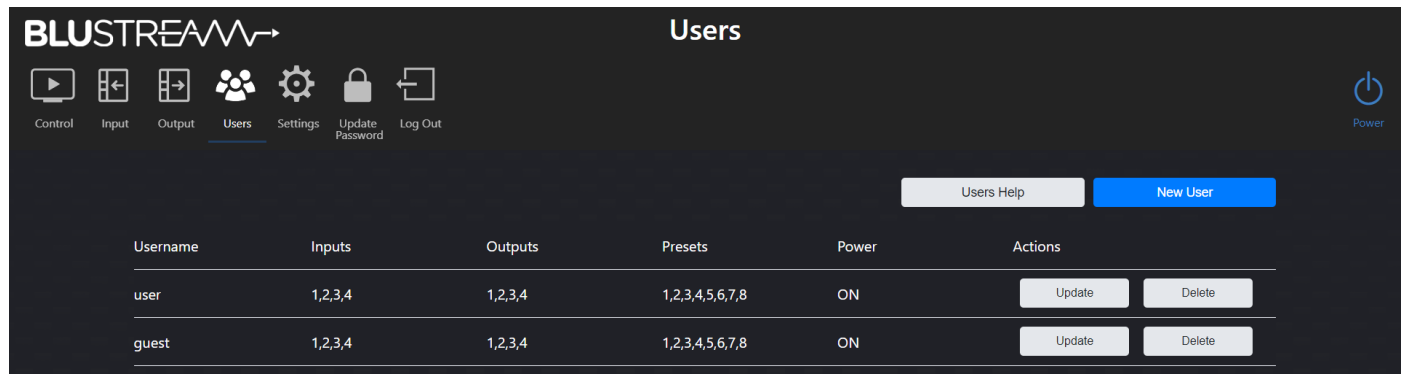 BLUSTREAM
Users
Control Input Output Users Settings Update Password Log Out
Power
Users Help New User
Username Inputs Outputs Presets Power Actions
user 1,2,3,4 1,2,3,4 1,2,3,4,5,6,7,8 ON Update Delete
guest 1,2,3,4 1,2,3,4 1,2,3,4,5,6,7,8 ON Update Delete